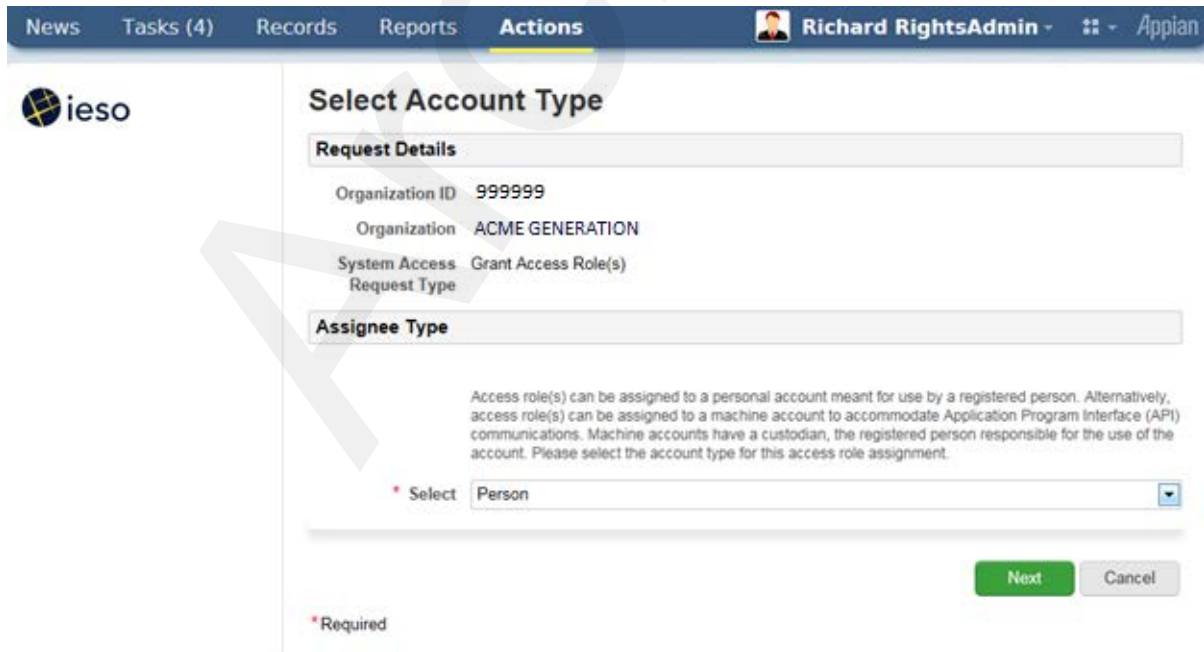 News Tasks (4) Records Reports Actions Richard RightsAdmin Appian
ieso
Select Account Type
Request Details
Organization ID 999999
Organization ACME GENERATION
System Access Grant Access Role(s)
Request Type
Assignee Type
Access role(s) can be assigned to a personal account meant for use by a registered person. Alternatively,
access role(s) can be assigned to a machine account to accommodate Application Program Interface (API)
communications. Machine accounts have a custodian, the registered person responsible for the use of the
account. Please select the account type for this access role assignment.
* Select Person
Next Cancel
*Required